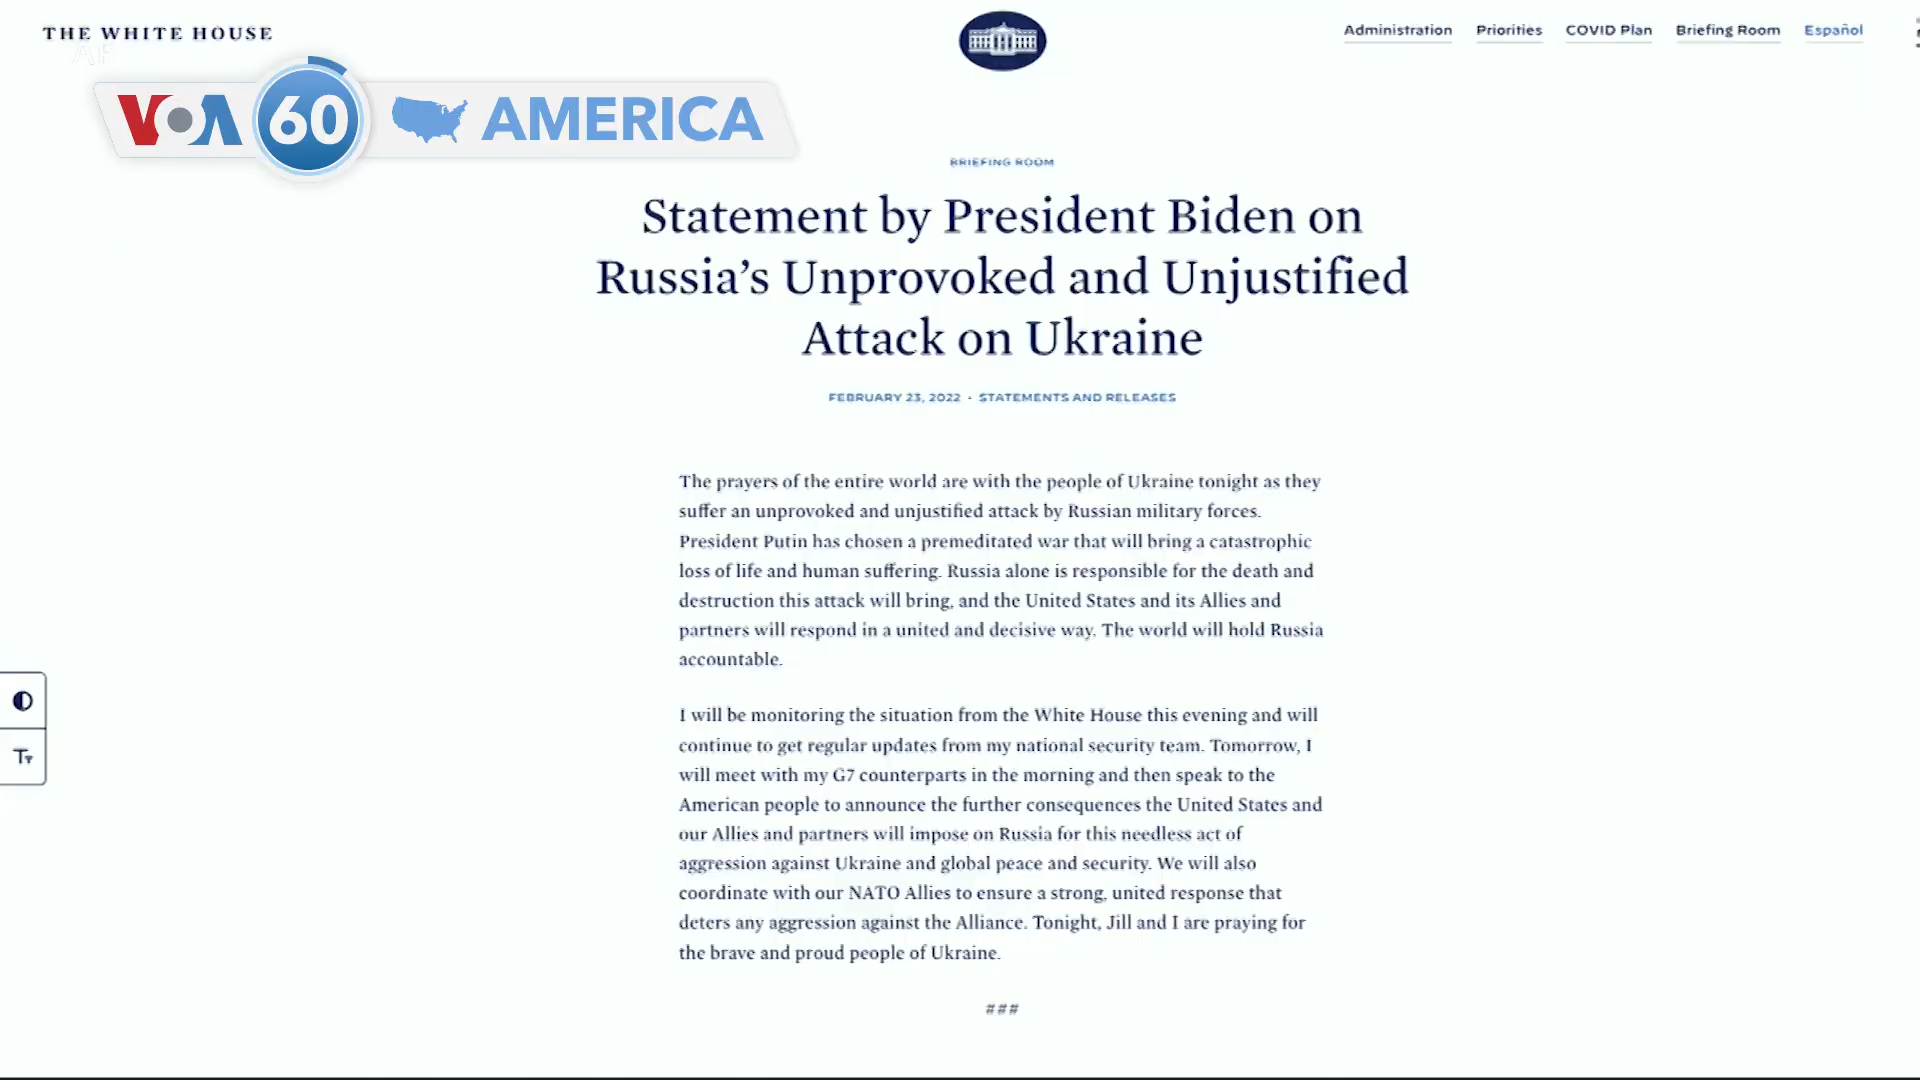 THE WHITE HOUSE
Administration Priorities COVID Plan Briefing Room Español
VOA 60 AMERICA
BRIEFING ROOM
Statement by President Biden on
Russia’s Unprovoked and Unjustified
Attack on Ukraine
FEBRUARY 23, 2022 • STATEMENTS AND RELEASES
The prayers of the entire world are with the people of Ukraine tonight as they
suffer an unprovoked and unjustified attack by Russian military forces.
President Putin has chosen a premeditated war that will bring a catastrophic
loss of life and human suffering. Russia alone is responsible for the death and
destruction this attack will bring, and the United States and its Allies and
partners will respond in a united and decisive way. The world will hold Russia
accountable.
I will be monitoring the situation from the White House this evening and will
continue to get regular updates from my national security team. Tomorrow, I
will meet with my G7 counterparts in the morning and then speak to the
American people to announce the further consequences the United States and
our Allies and partners will impose on Russia for this needless act of
aggression against Ukraine and global peace and security. We will also
coordinate with our NATO Allies to ensure a strong, united response that
deters any aggression against the Alliance. Tonight, Jill and I are praying for
the brave and proud people of Ukraine.
###
Tт